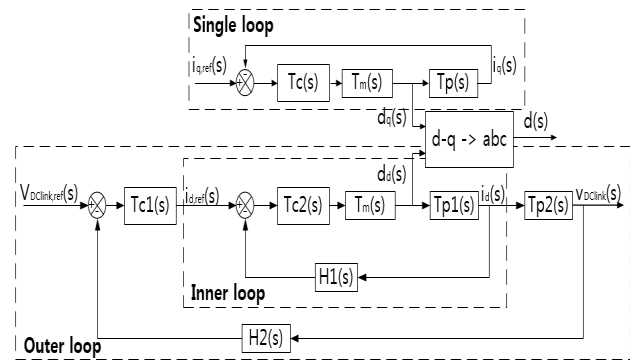 Single loop
iq,ref(s)
+
-
Tc(s)
Tm(s)
Tp(s)
iq(s)
dq(s)
d-q -> abc
d(s)
dd(s)
VDClink,ref(s)
+
-
Tc1(s)
id,ref(s)
+
-
Tc2(s)
Tm(s)
Tp1(s)
id(s)
Tp2(s)
vDClink(s)
H1(s)
Inner loop
H2(s)
Outer loop